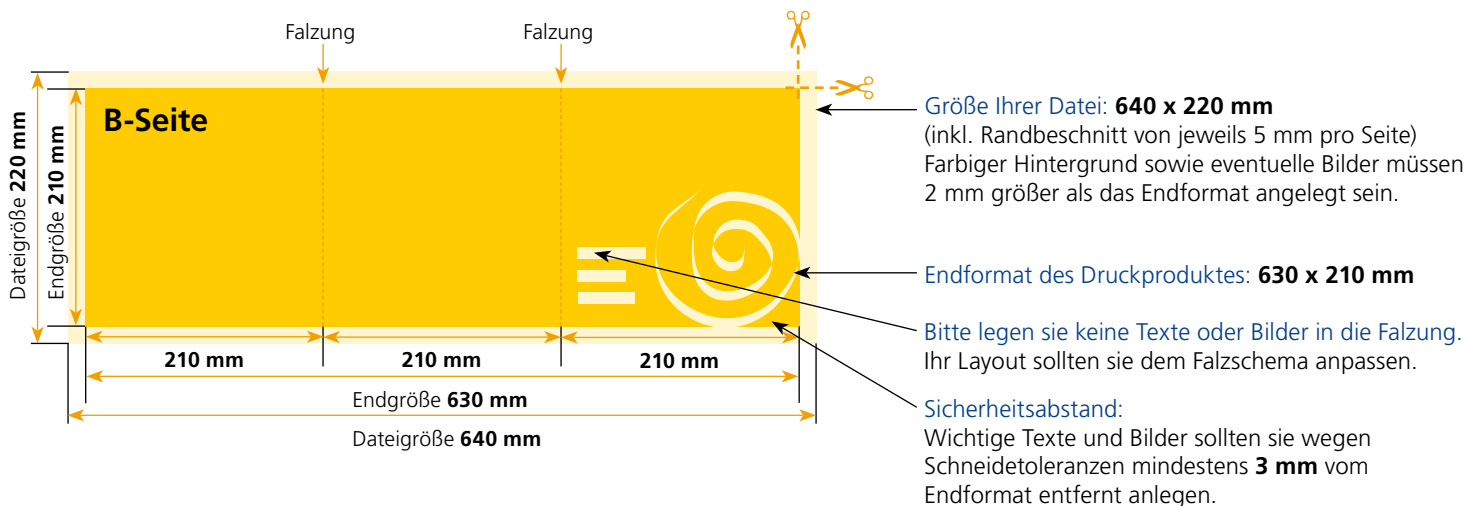 Falzung
Falzung
B-Seite
Dateigröße 220 mm
Endgröße 210 mm
210 mm
210 mm
210 mm
Endgröße 630 mm
Dateigröße 640 mm
Größe Ihrer Datei: 640 x 220 mm
(inkl. Randbeschnitt von jeweils 5 mm pro Seite)
Farbiger Hintergrund sowie eventuelle Bilder müssen
2 mm größer als das Endformat angelegt sein.
Endformat des Druckproduktes: 630 x 210 mm
Bitte legen sie keine Texte oder Bilder in die Falzung.
Ihr Layout sollten sie dem Falzschema anpassen.
Sicherheitsabstand:
Wichtige Texte und Bilder sollten sie wegen
Schneidetoleranzen mindestens 3 mm vom
Endformat entfernt anlegen.